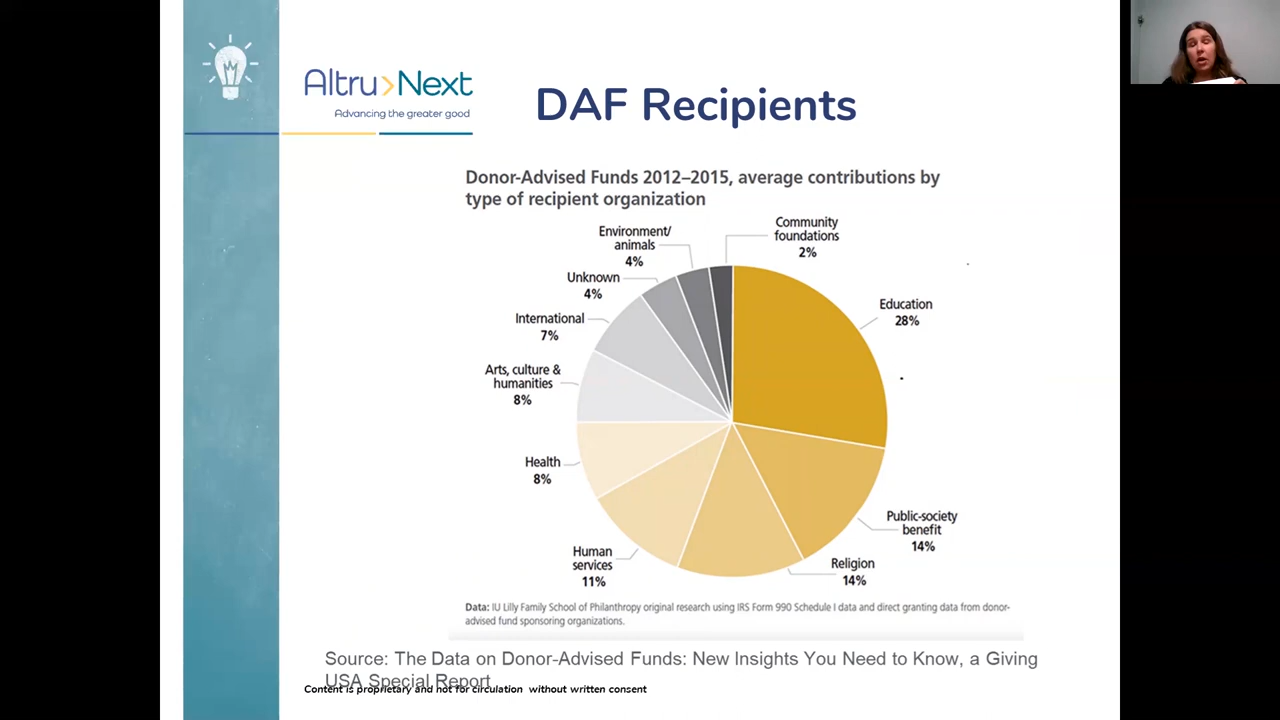 Altru>Next
Advancing the greater good
DAF Recipients
Donor-Advised Funds 2012–2015, average contributions by
type of recipient organization
Community
foundations
2%
Environment/
animals
4%
Unknown
4%
International
7%
Arts, culture &
humanities
8%
Health
8%
Human
services
11%
Education
28%
Public-society
benefit
14%
Religion
14%
Data: IU Lilly Family School of Philanthropy original research using IRS Form 990 Schedule I data and direct granting data from donor-
advised fund sponsoring organizations.
Source: The Data on Donor-Advised Funds: New Insights You Need to Know, a Giving
USA Special Report
Content is proprietary and not for circulation without written consent